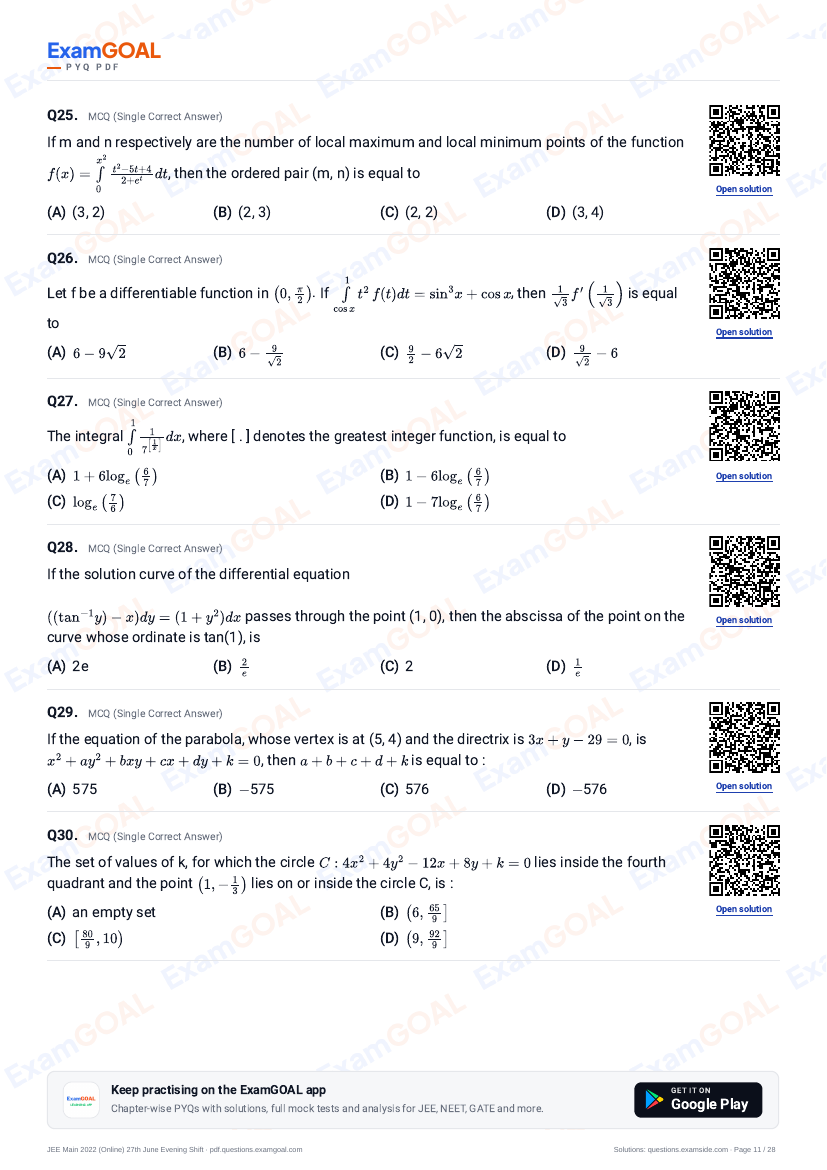 ExamGOAL
PYQ PDF
Q25. MCQ (Single Correct Answer)
If m and n respectively are the number of local maximum and local minimum points of the function
f(x) = ∫₀^{x²} (t²−5t+4)/(2+eᵗ) dt, then the ordered pair (m, n) is equal to
(A) (3, 2) (B) (2, 3) (C) (2, 2) (D) (3, 4)
Open solution
Q26. MCQ (Single Correct Answer)
Let f be a differentiable function in (0, π/2). If ∫_{cos x}^{1} t² f(t)dt = sin³x + cos x, then 1/√3 f′(1/√3) is equal
to
(A) 6 − 9√2 (B) 6 − 9/√2 (C) 9/2 − 6√2 (D) 9/√2 − 6
Open solution
Q27. MCQ (Single Correct Answer)
The integral ∫₀¹ 1/7^{[1/x]} dx, where [ . ] denotes the greatest integer function, is equal to
(A) 1 + 6logₑ(6/7) (B) 1 − 6logₑ(6/7)
(C) logₑ(7/6) (D) 1 − 7logₑ(6/7)
Open solution
Q28. MCQ (Single Correct Answer)
If the solution curve of the differential equation
((tan⁻¹y) − x)dy = (1 + y²)dx passes through the point (1, 0), then the abscissa of the point on the
curve whose ordinate is tan(1), is
(A) 2e (B) 2/e (C) 2 (D) 1/e
Open solution
Q29. MCQ (Single Correct Answer)
If the equation of the parabola, whose vertex is at (5, 4) and the directrix is 3x + y − 29 = 0, is
x² + ay² + bxy + cx + dy + k = 0, then a + b + c + d + k is equal to :
(A) 575 (B) −575 (C) 576 (D) −576
Open solution
Q30. MCQ (Single Correct Answer)
The set of values of k, for which the circle C : 4x² + 4y² − 12x + 8y + k = 0 lies inside the fourth
quadrant and the point (1, −1/3) lies on or inside the circle C, is :
(A) an empty set (B) (6, 65/9]
(C) [80/9, 10) (D) (9, 92/9]
Open solution
Keep practising on the ExamGOAL app
Chapter-wise PYQs with solutions, full mock tests and analysis for JEE, NEET, GATE and more.
GET IT ON
Google Play
JEE Main 2022 (Online) 27th June Evening Shift · pdf.questions.examgoal.com
Solutions: questions.examside.com · Page 11 / 28